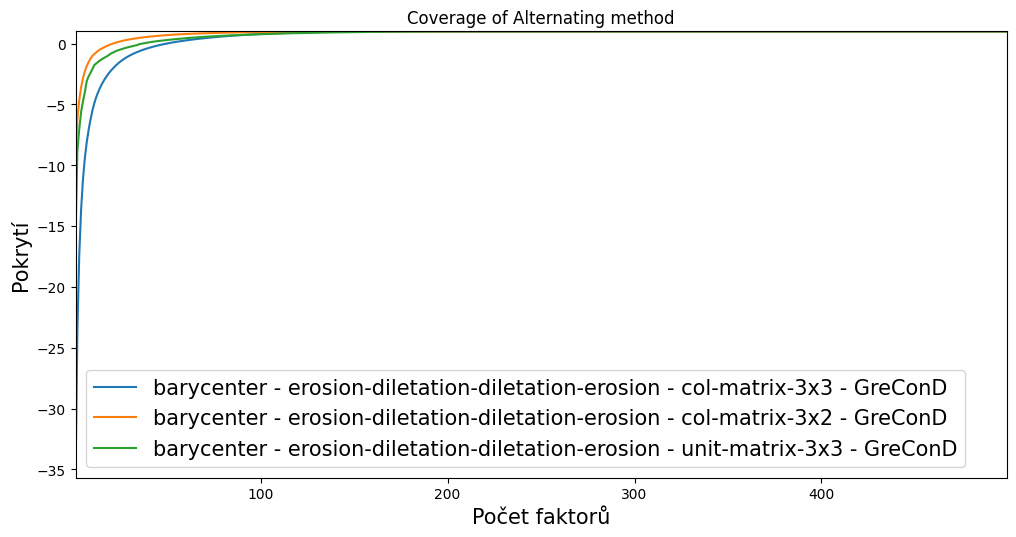 Coverage of Alternating method
0
−5
−10
−15
−20
−25
−30
−35
Pokrytí
barycenter - erosion-diletation-diletation-erosion - col-matrix-3x3 - GreConD
barycenter - erosion-diletation-diletation-erosion - col-matrix-3x2 - GreConD
barycenter - erosion-diletation-diletation-erosion - unit-matrix-3x3 - GreConD
100
200
300
400
Počet faktorů